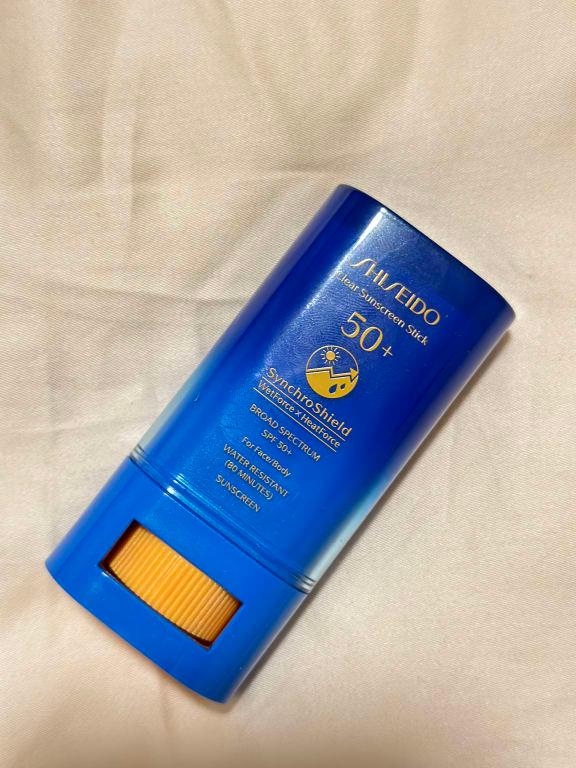 SHISEIDO
Clear Sunscreen Stick
50+
SynchroShield
WetForce x HeatForce
BROAD SPECTRUM
SPF 50+
For Face/Body
WATER RESISTANT
(80 MINUTES)
SUNSCREEN